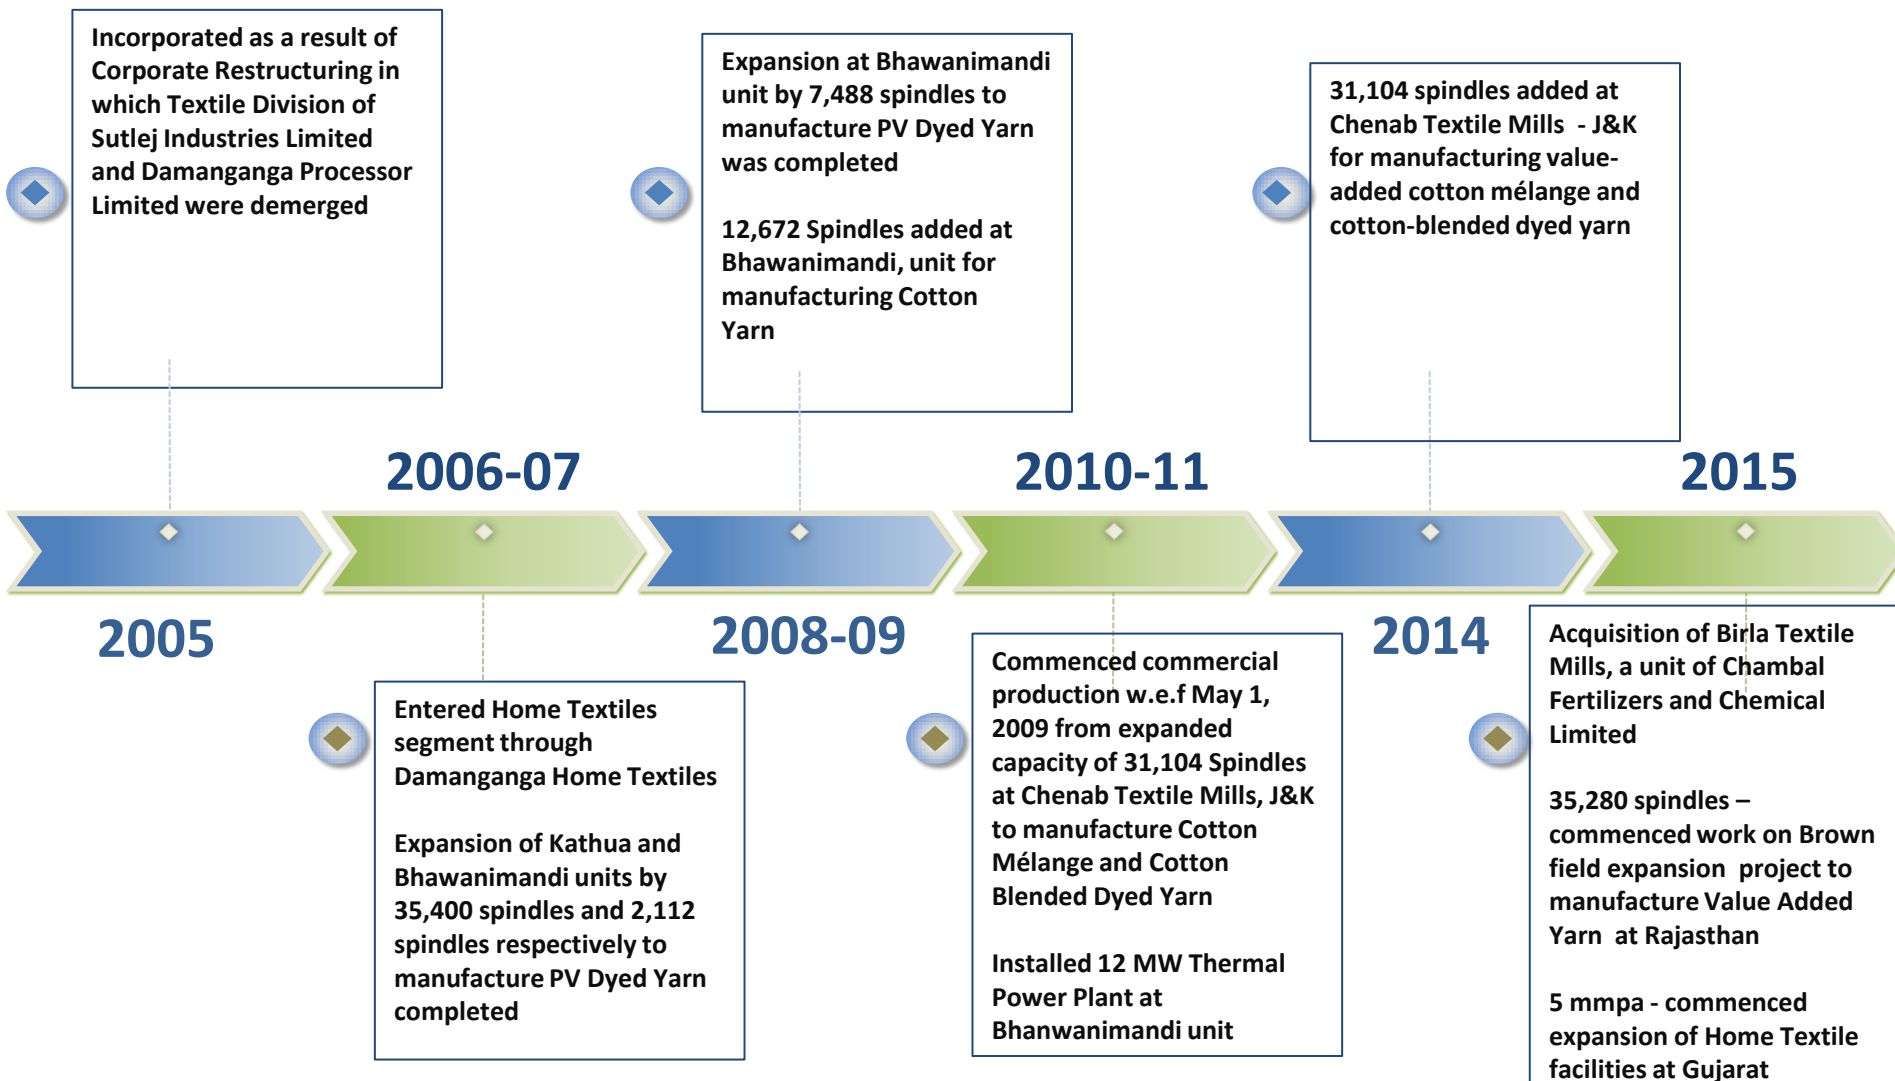 Incorporated as a result of
Corporate Restructuring in
which Textile Division of
Sutlej Industries Limited
and Damanganga Processor
Limited were demerged
Expansion at Bhawanimandi
unit by 7,488 spindles to
manufacture PV Dyed Yarn
was completed
12,672 Spindles added at
Bhawanimandi, unit for
manufacturing Cotton
Yarn
31,104 spindles added at
Chenab Textile Mills - J&K
for manufacturing value-
added cotton mélange and
cotton-blended dyed yarn
2006-07
2010-11
2015
2005
2008-09
2014
Entered Home Textiles
segment through
Damanganga Home Textiles
Expansion of Kathua and
Bhawanimandi units by
35,400 spindles and 2,112
spindles respectively to
manufacture PV Dyed Yarn
completed
Commenced commercial
production w.e.f May 1,
2009 from expanded
capacity of 31,104 Spindles
at Chenab Textile Mills, J&K
to manufacture Cotton
Mélange and Cotton
Blended Dyed Yarn
Installed 12 MW Thermal
Power Plant at
Bhanwanimandi unit
Acquisition of Birla Textile
Mills, a unit of Chambal
Fertilizers and Chemical
Limited
35,280 spindles –
commenced work on Brown
field expansion project to
manufacture Value Added
Yarn at Rajasthan
5 mmpa - commenced
expansion of Home Textile
facilities at Gujarat